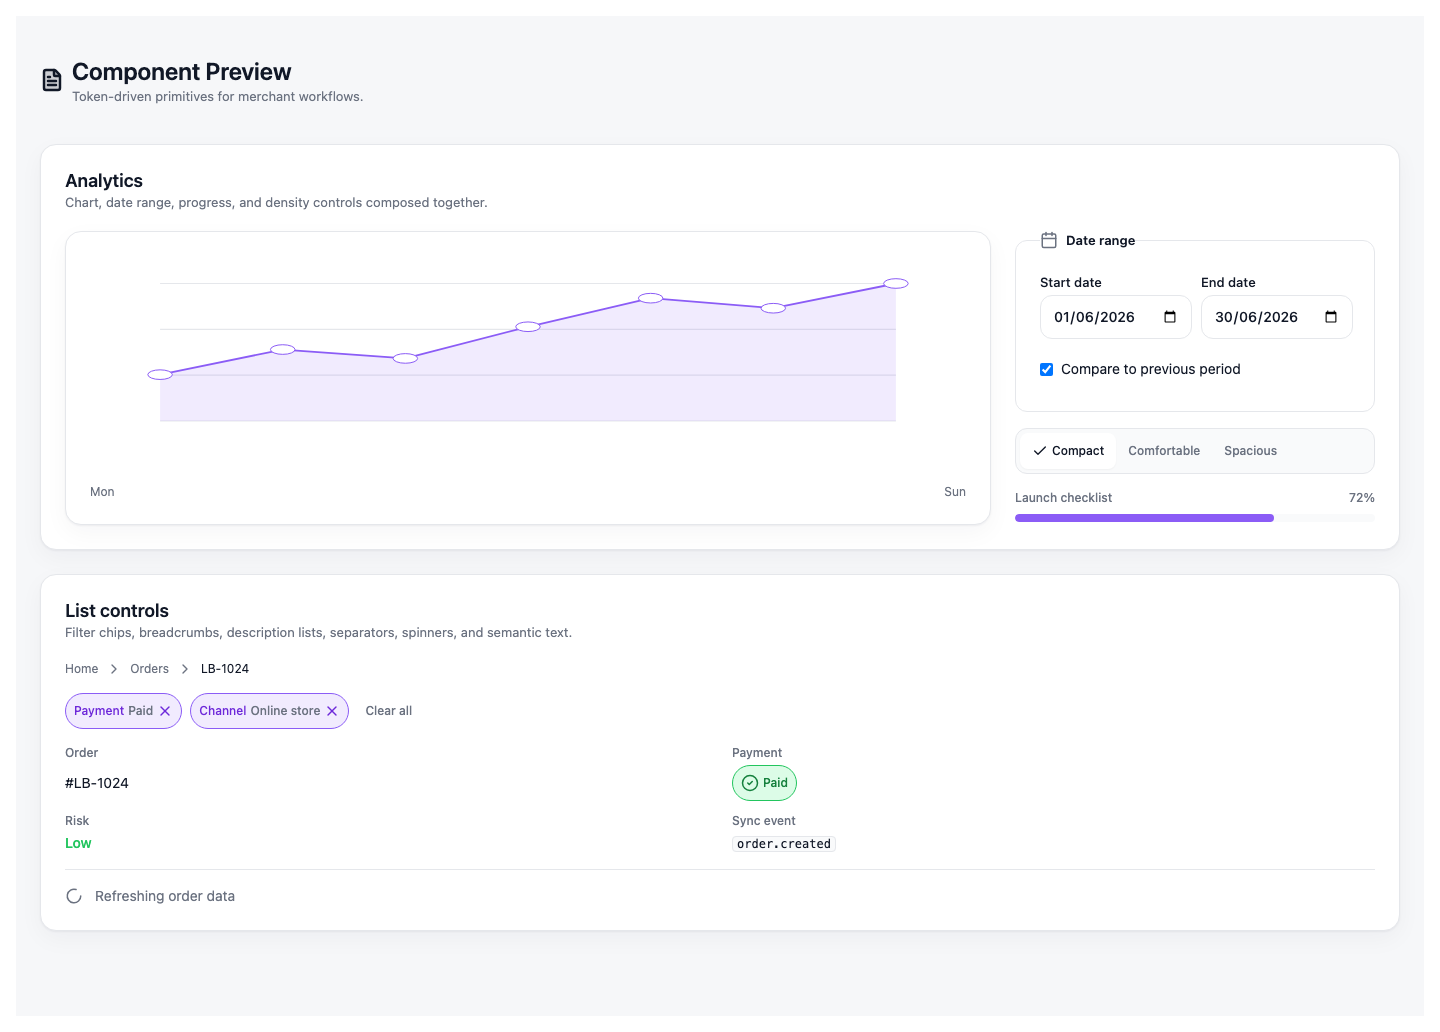 Component Preview
Token-driven primitives for merchant workflows.
Analytics
Chart, date range, progress, and density controls composed together.
Mon
Sun
Date range
Start date
End date
01/06/2026
30/06/2026
Compare to previous period
Compact
Comfortable
Spacious
Launch checklist
72%
List controls
Filter chips, breadcrumbs, description lists, separators, spinners, and semantic text.
Home
Orders
LB-1024
Payment Paid
Channel Online store
Clear all
Order
Payment
#LB-1024
Paid
Risk
Sync event
Low
order.created
Refreshing order data